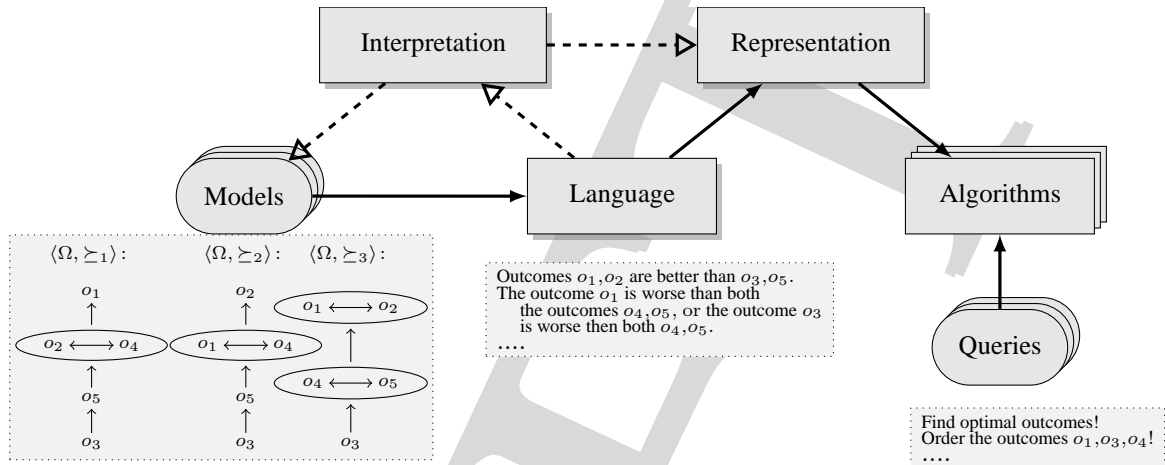 Interpretation
Representation
Models
Language
Algorithms
⟨Ω, ⪰₁⟩ :
⟨Ω, ⪰₂⟩ :
⟨Ω, ⪰₃⟩ :
o₁
o₂ ⟷ o₄
o₅
o₃
o₂
o₁ ⟷ o₄
o₅
o₃
o₁ ⟷ o₂
o₄ ⟷ o₅
o₃
Outcomes o₁,o₂ are better than o₃,o₅.
The outcome o₁ is worse than both
the outcomes o₄,o₅, or the outcome o₃
is worse then both o₄,o₅.
....
Queries
Find optimal outcomes!
Order the outcomes o₁,o₃,o₄!
....